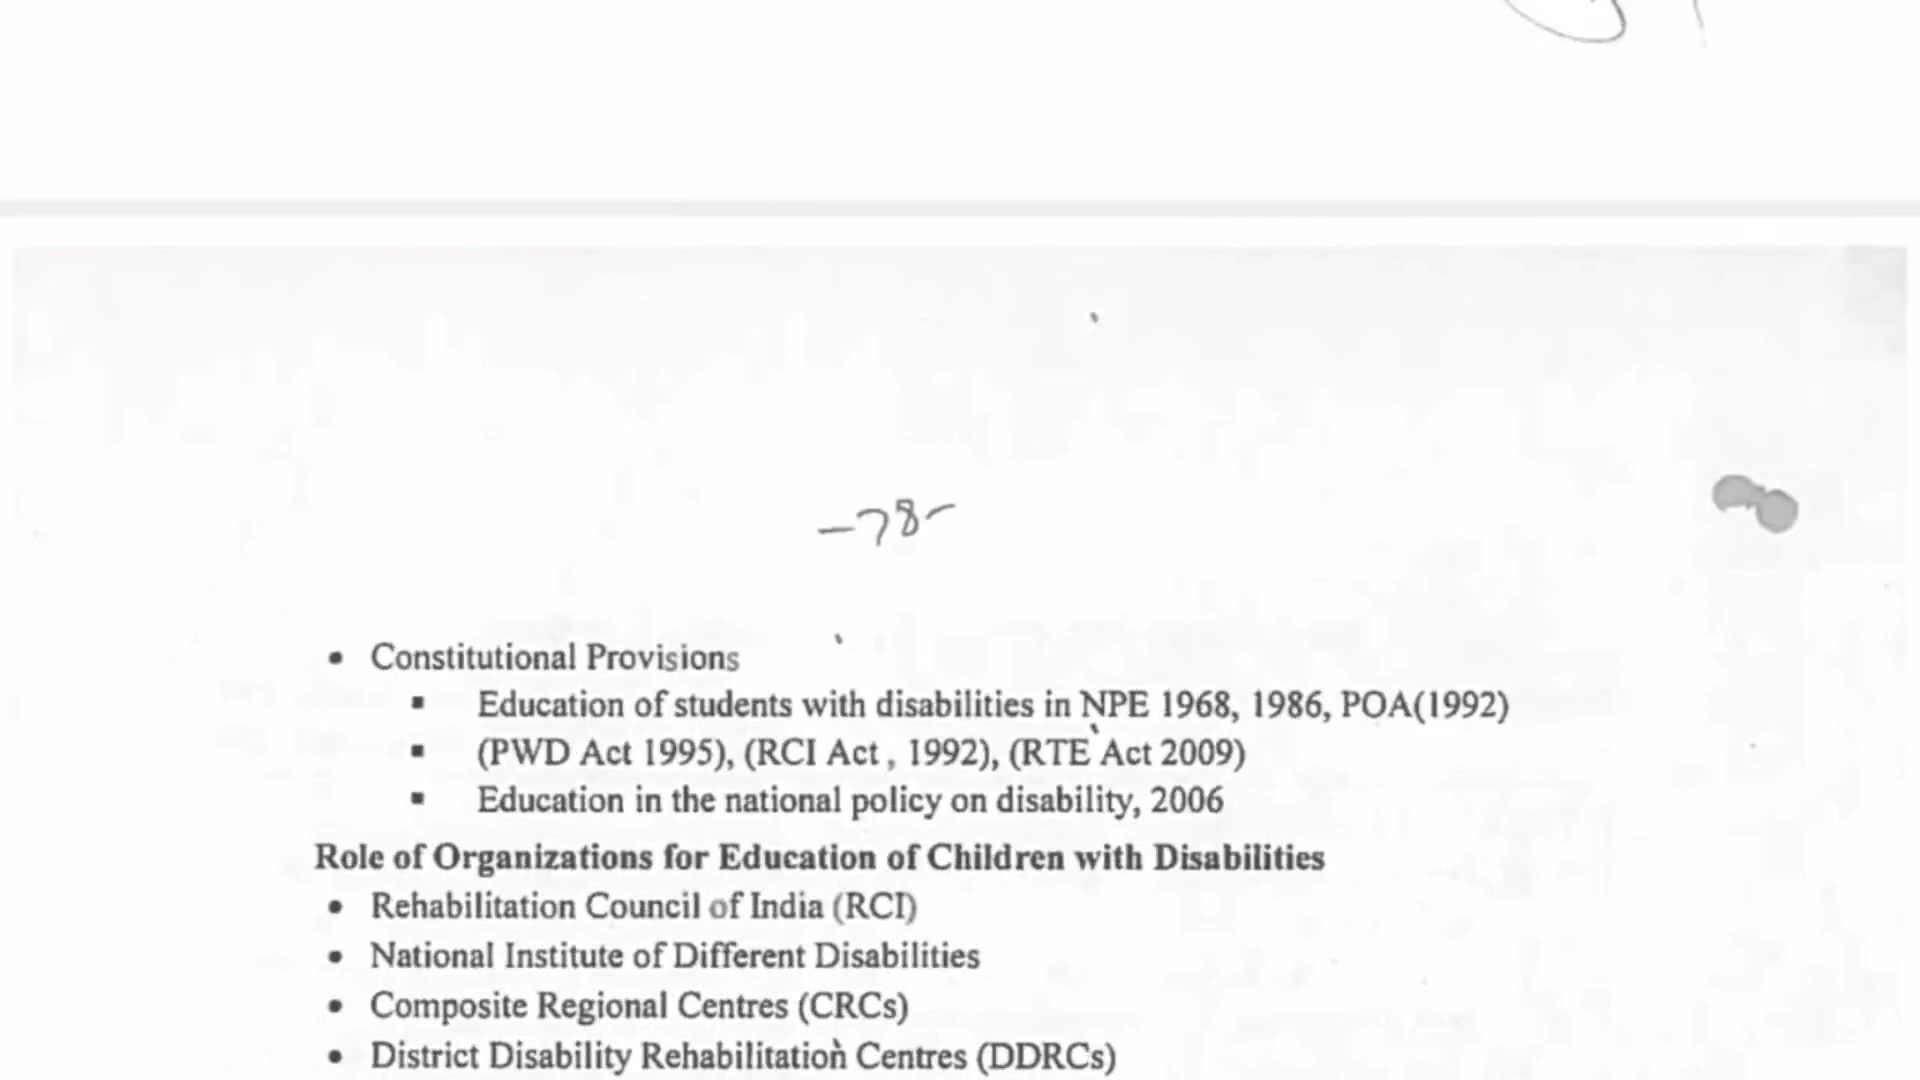 -78-
• Constitutional Provisions
▪ Education of students with disabilities in NPE 1968, 1986, POA(1992)
▪ (PWD Act 1995), (RCI Act , 1992), (RTE Act 2009)
▪ Education in the national policy on disability, 2006
Role of Organizations for Education of Children with Disabilities
• Rehabilitation Council of India (RCI)
• National Institute of Different Disabilities
• Composite Regional Centres (CRCs)
• District Disability Rehabilitation Centres (DDRCs)